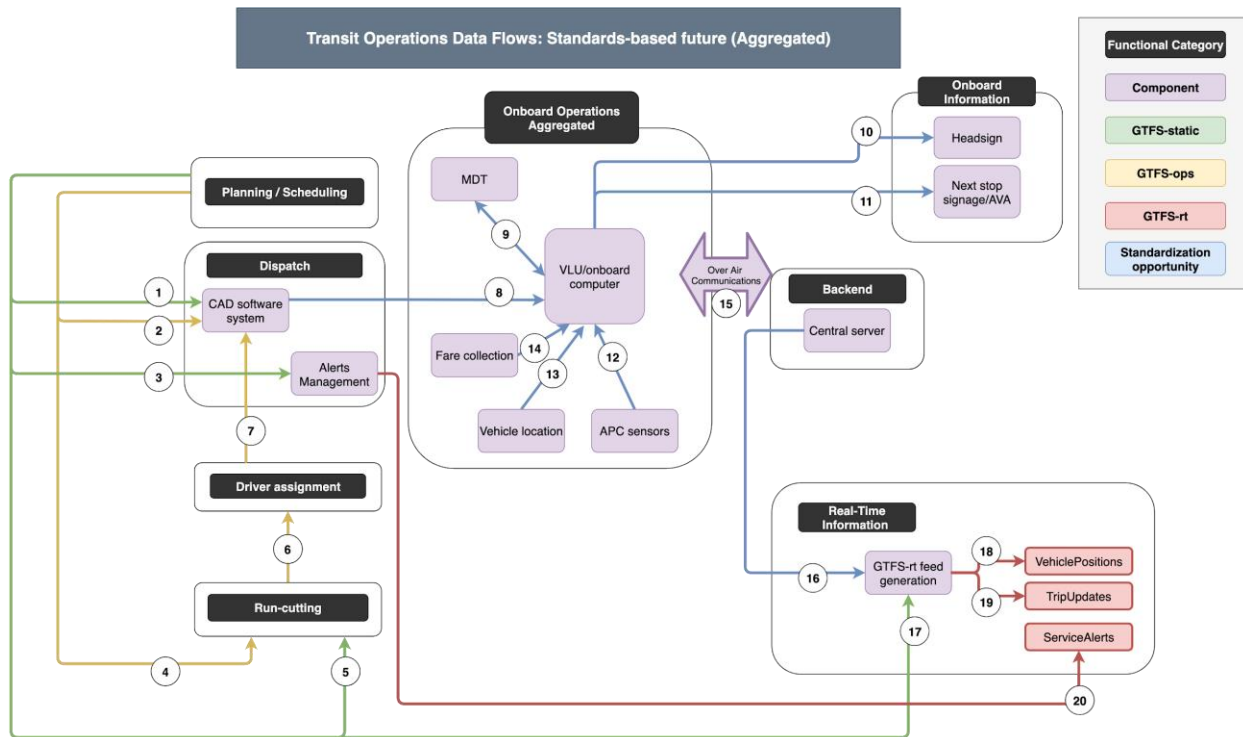 Transit Operations Data Flows: Standards-based future (Aggregated)
Functional Category
Component
GTFS-static
GTFS-ops
GTFS-rt
Standardization
opportunity
Onboard
Information
Headsign
Next stop
signage/AVA
10
11
Onboard Operations
Aggregated
MDT
9
VLU/onboard
computer
Fare collection
14
13
12
Vehicle location
APC sensors
Over Air
Communications
15
Backend
Central server
Planning / Scheduling
Dispatch
1
2
CAD software
system
8
3
Alerts
Management
7
Driver assignment
6
Run-cutting
4
5
Real-Time
Information
16
GTFS-rt feed
generation
17
18
19
VehiclePositions
TripUpdates
ServiceAlerts
20